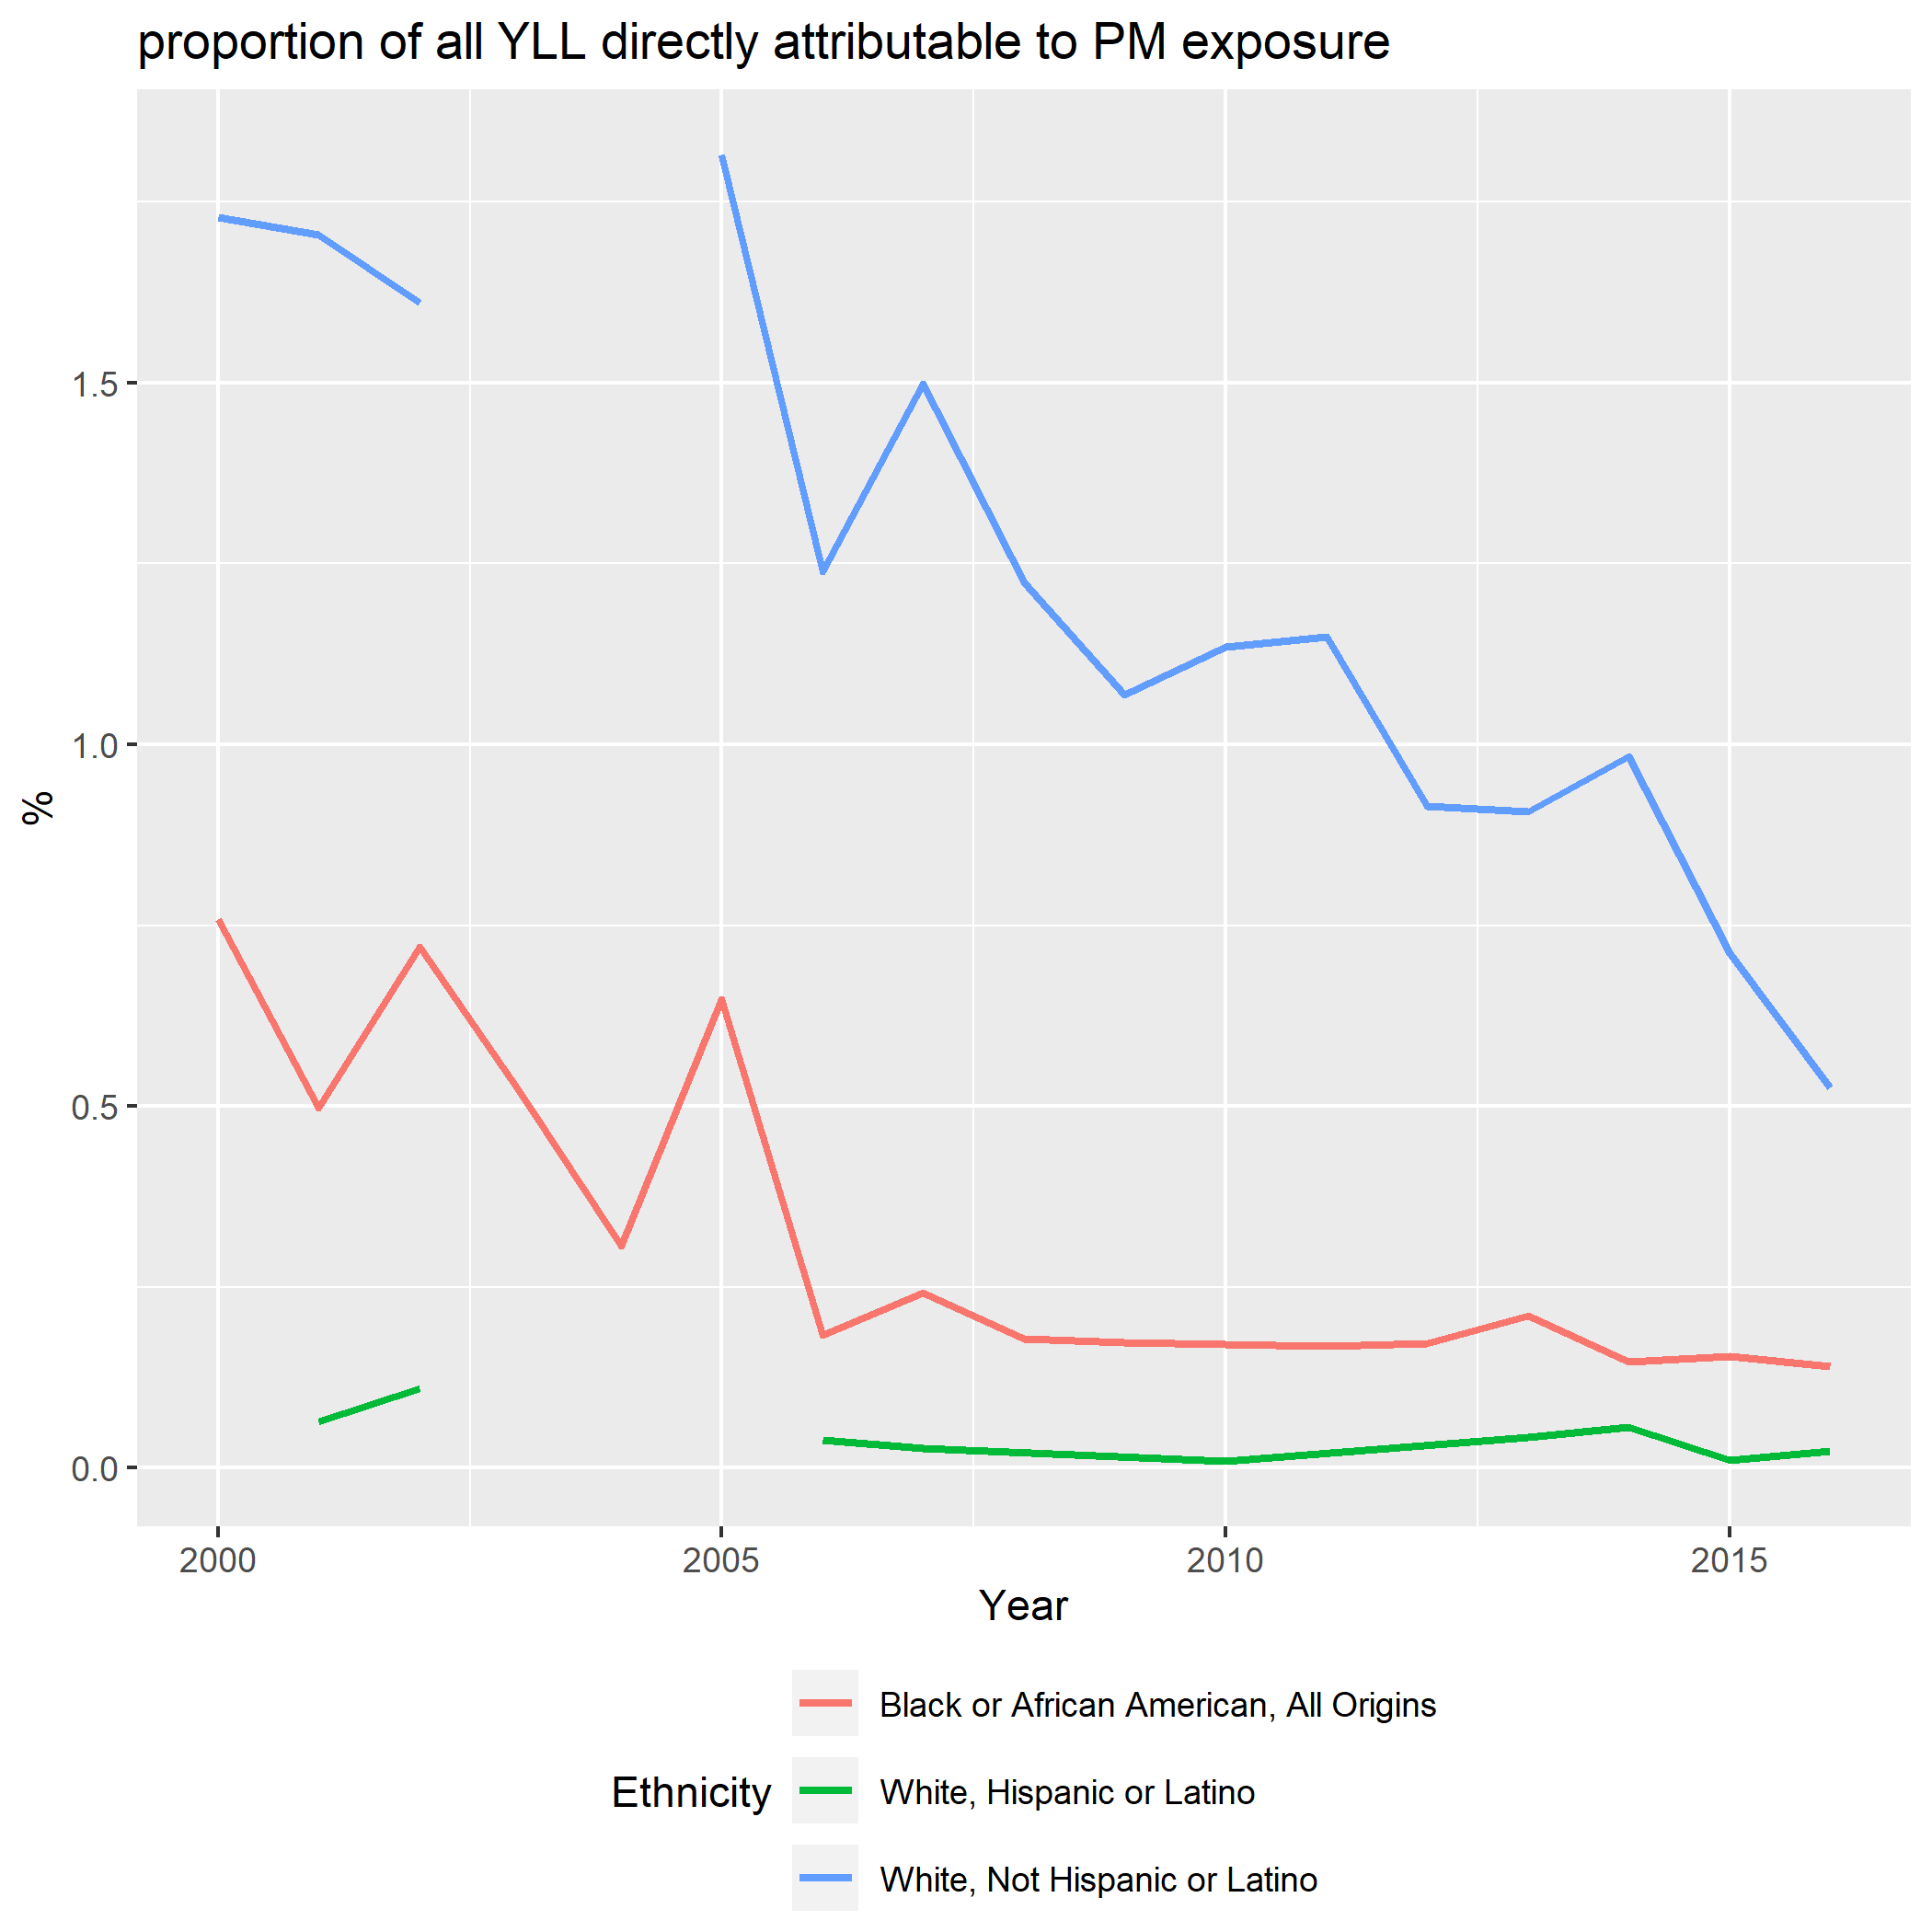 proportion of all YLL directly attributable to PM exposure
1.5
1.0
0.5
0.0
%
2000 2005 2010 2015
Year
Ethnicity
Black or African American, All Origins
White, Hispanic or Latino
White, Not Hispanic or Latino